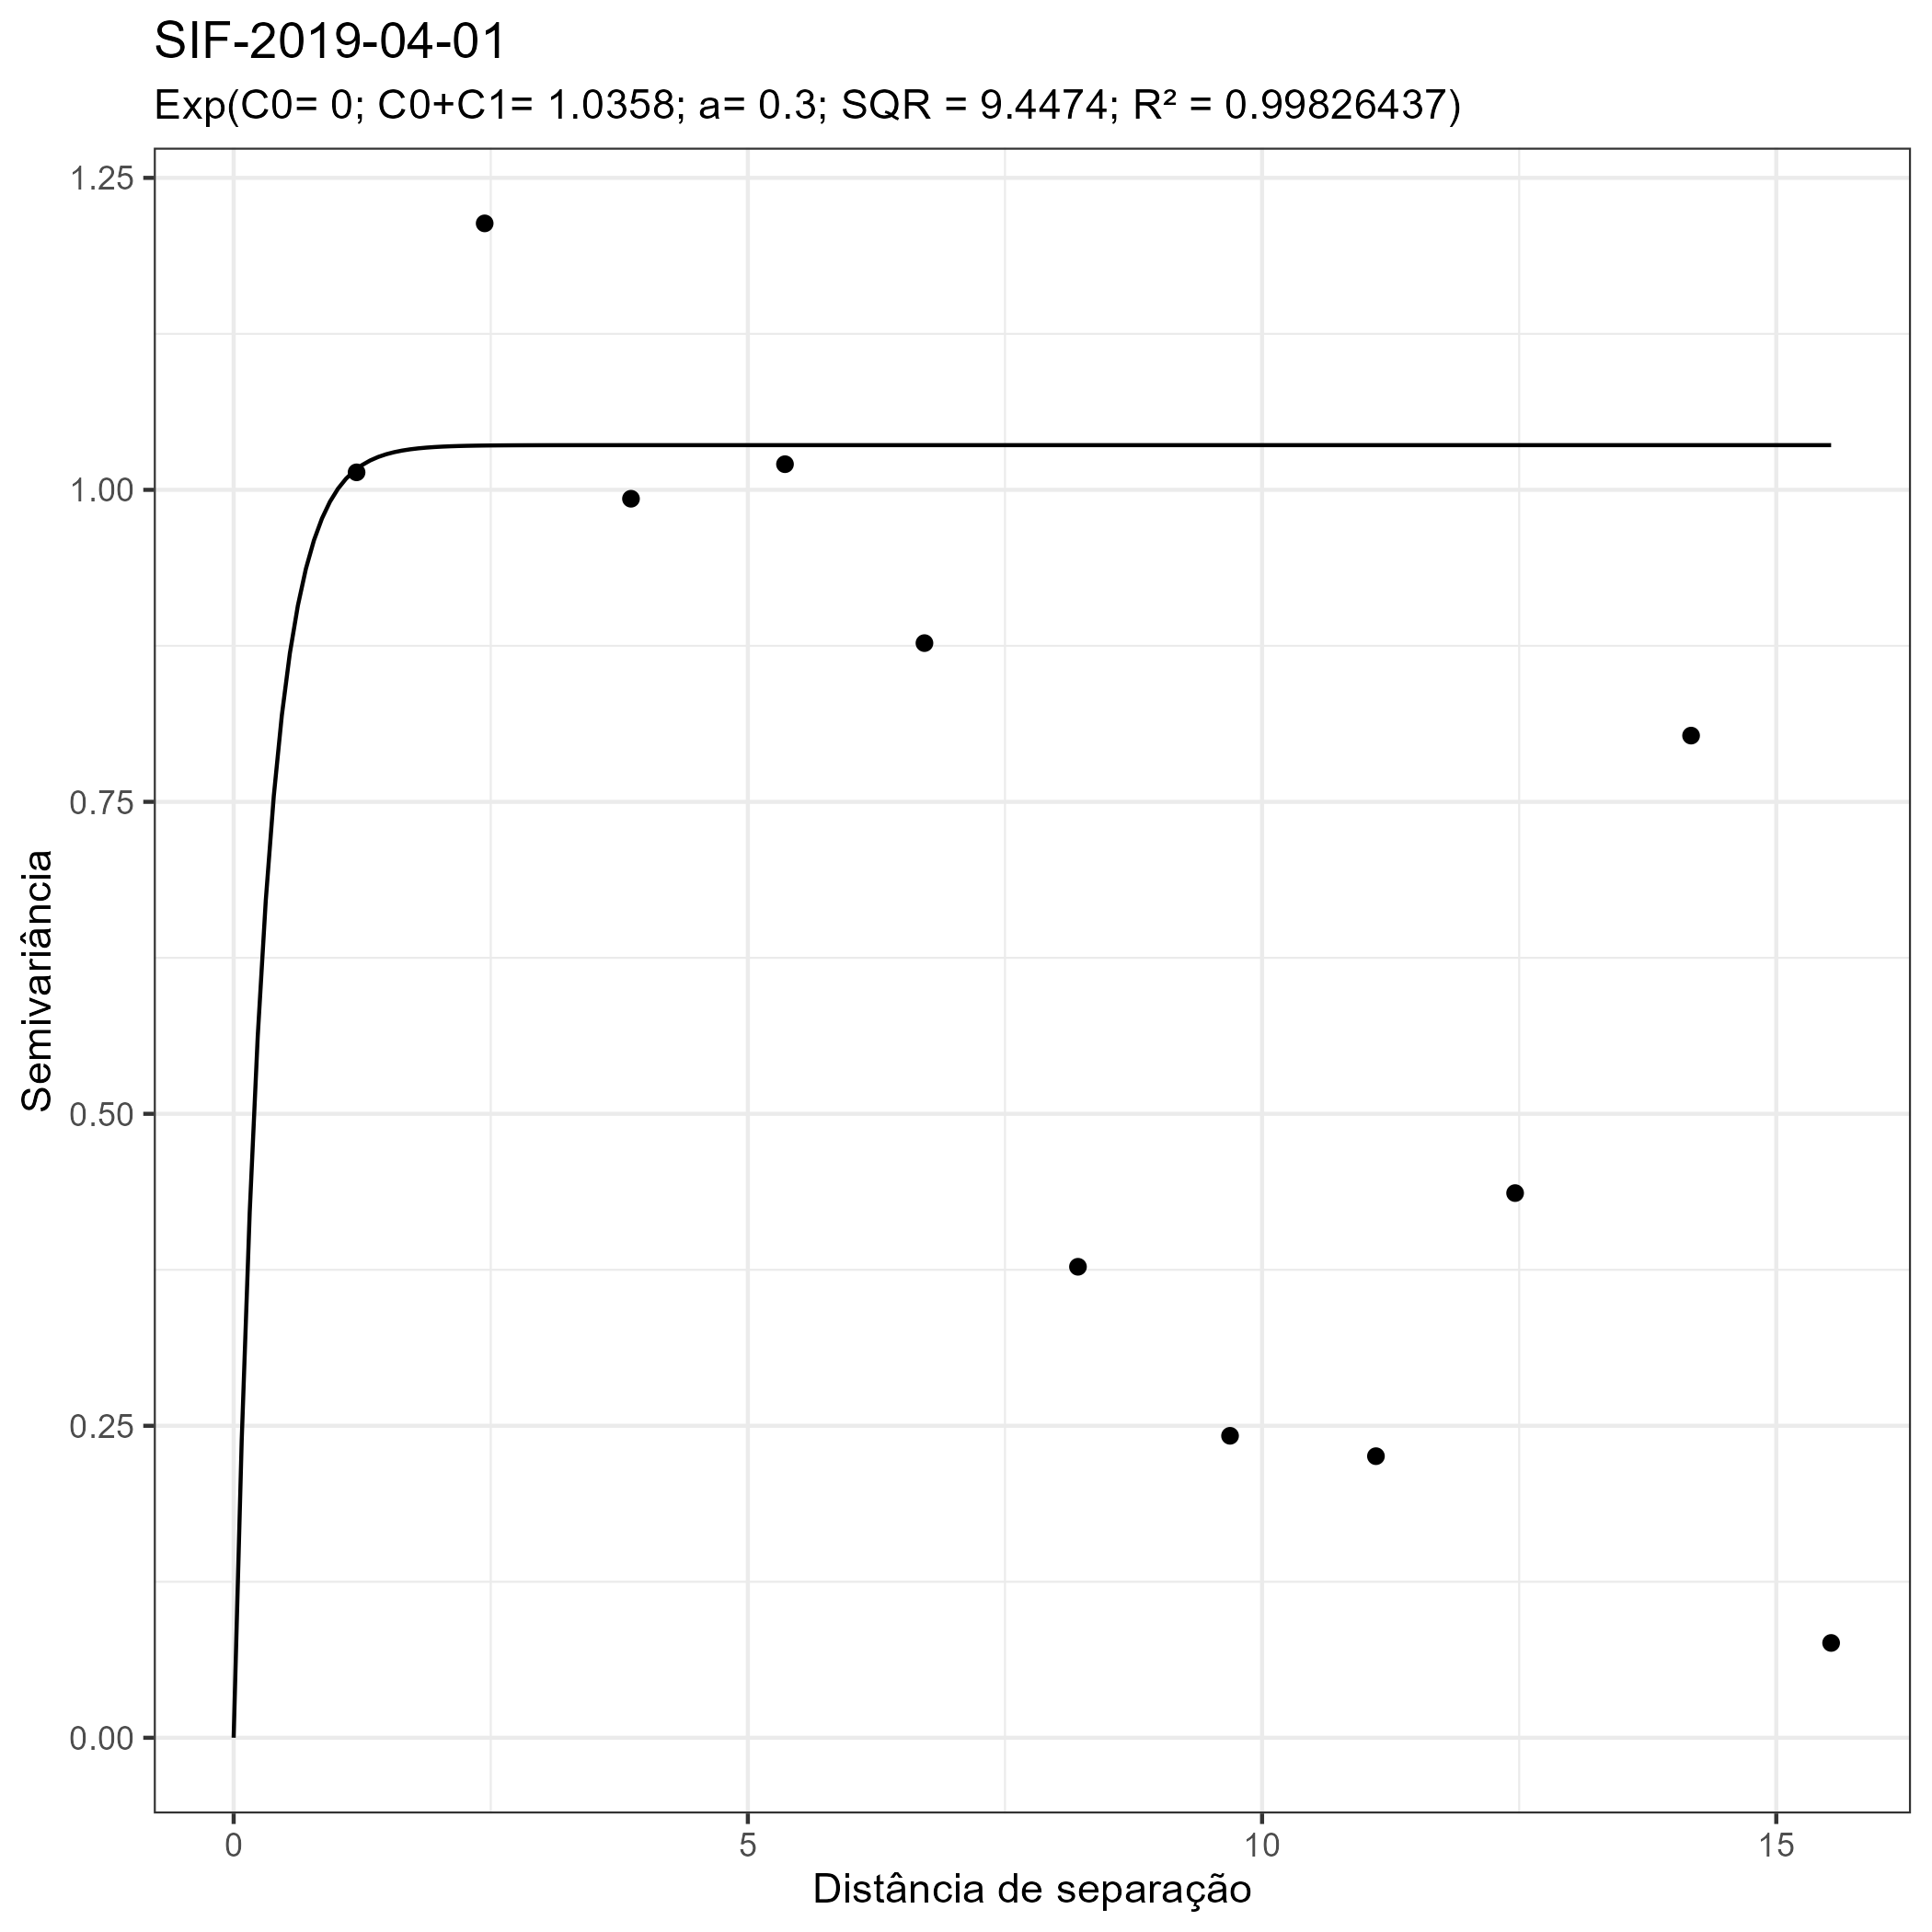 SIF-2019-04-01
Exp(C0= 0; C0+C1= 1.0358; a= 0.3; SQR = 9.4474; R² = 0.99826437)
Semivariância
1.25
1.00
0.75
0.50
0.25
0.00
0 5 10 15
Distância de separação